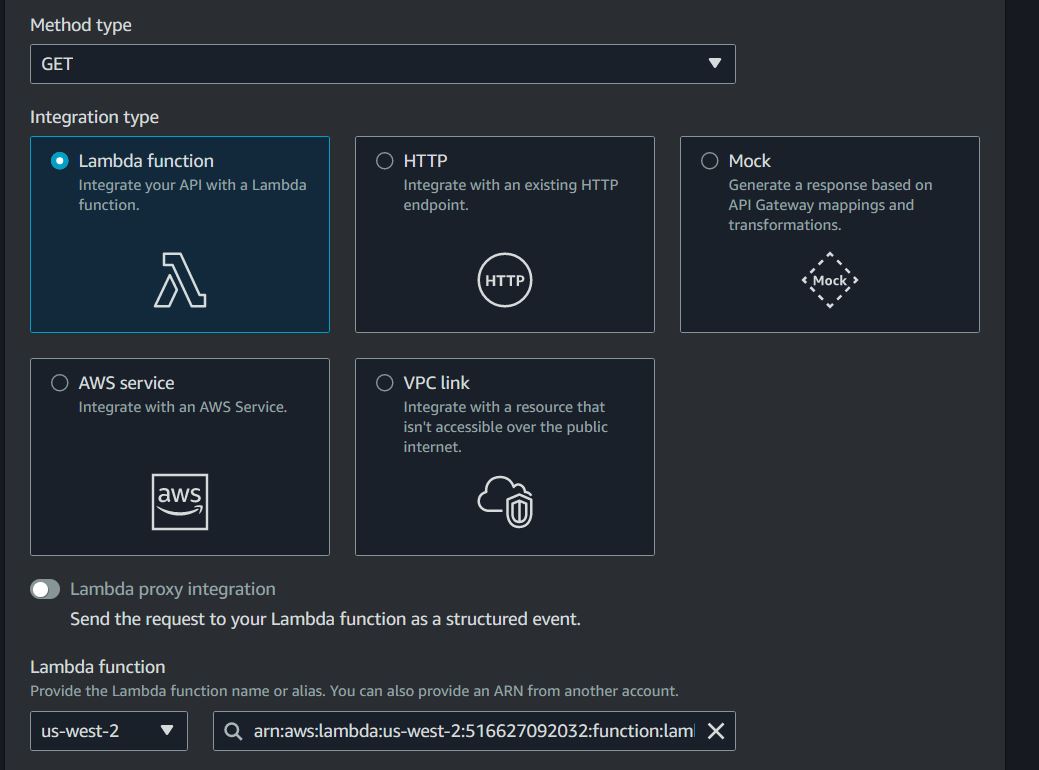 Method type
GET
Integration type
Lambda function
Integrate your API with a Lambda
function.
HTTP
Integrate with an existing HTTP
endpoint.
HTTP
Mock
Generate a response based on
API Gateway mappings and
transformations.
Mock
AWS service
Integrate with an AWS Service.
aws
VPC link
Integrate with a resource that
isn't accessible over the public
internet.
Lambda proxy integration
Send the request to your Lambda function as a structured event.
Lambda function
Provide the Lambda function name or alias. You can also provide an ARN from another account.
us-west-2
arn:aws:lambda:us-west-2:516627092032:function:lam